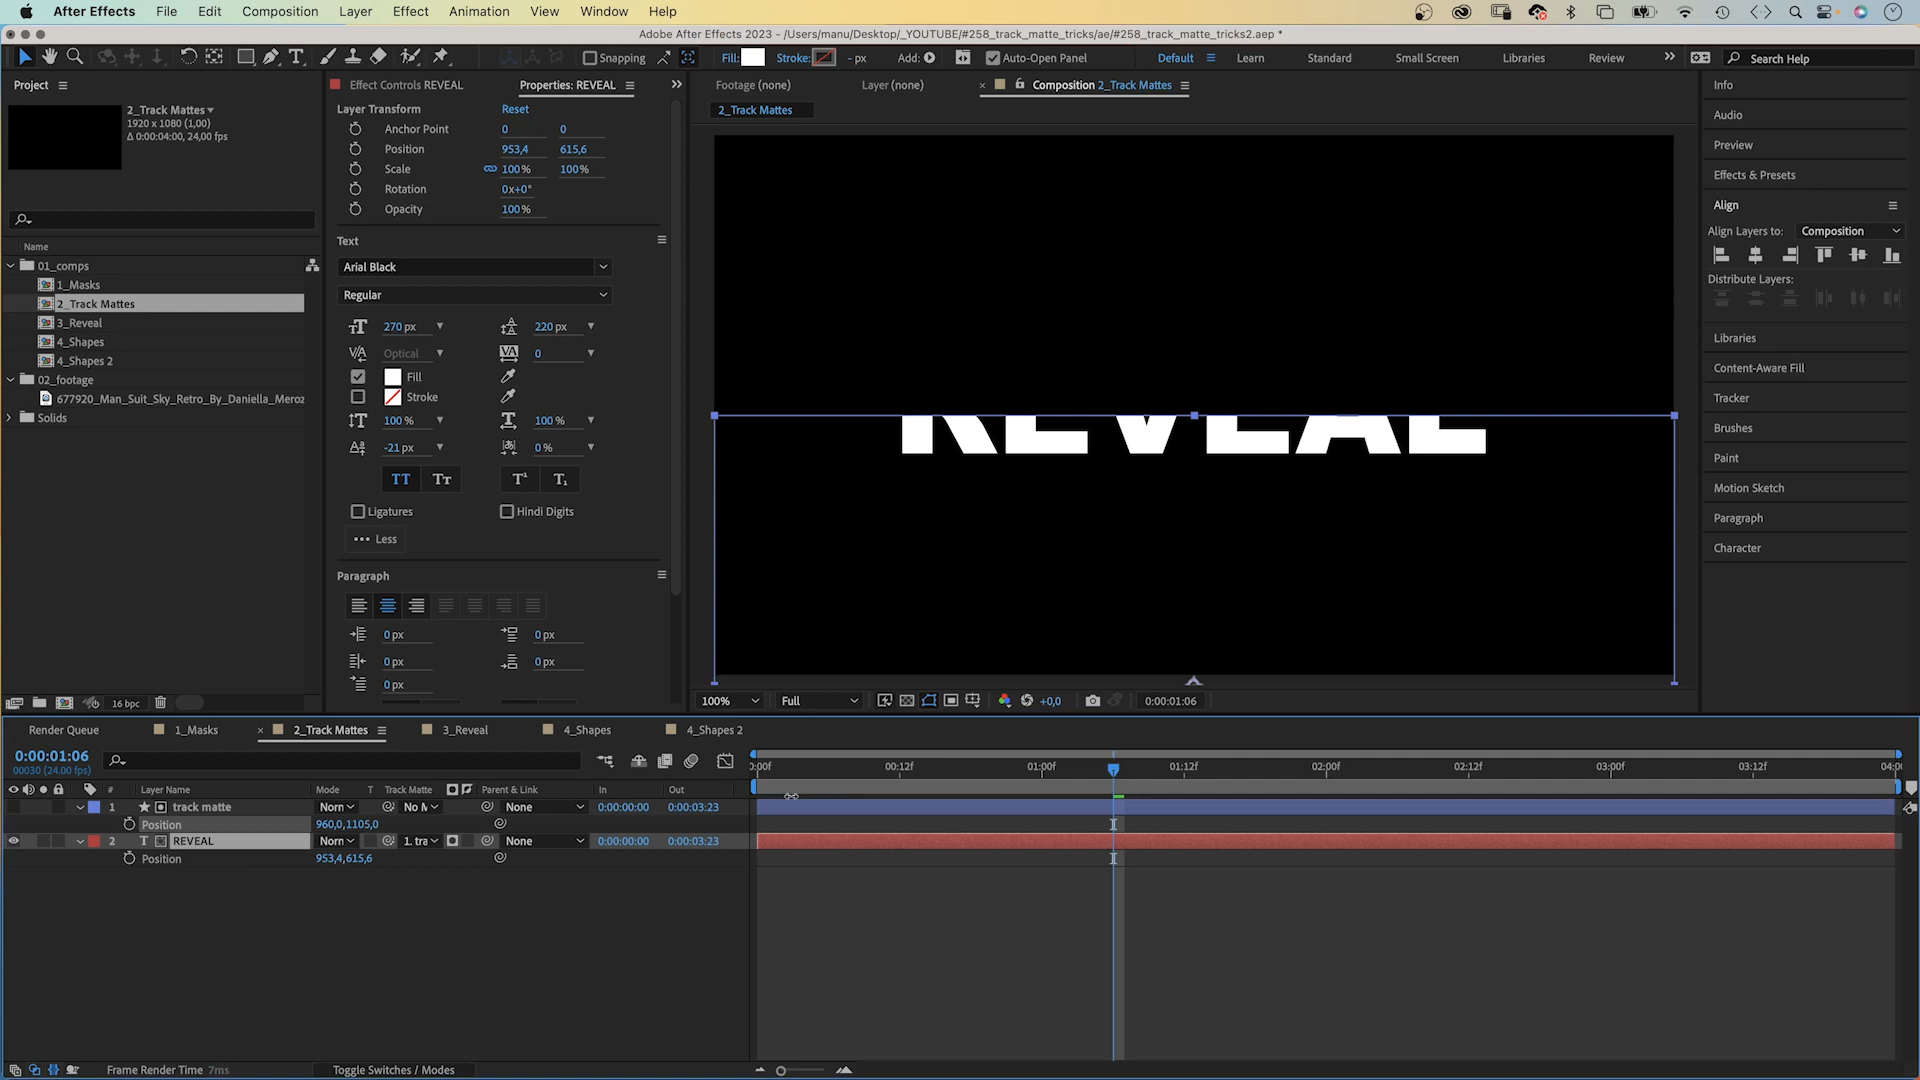 After Effects File Edit Composition Layer Effect Animation View Window Help
Adobe After Effects 2023 - /Users/manu/Desktop/_YOUTUBE/#258_track_matte_tricks/ae/#258_track_matte_tricks2.aep *
Snapping Fill: Stroke: - px Add: Auto-Open Panel Default Learn Standard Small Screen Libraries Review Search Help
Project
2_Track Mattes
1920 x 1080 (1,00)
Δ 0:00:04:00, 24,00 fps
Name
01_comps
1_Masks
2_Track Mattes
3_Reveal
4_Shapes
4_Shapes 2
02_footage
677920_Man_Suit_Sky_Retro_By_Daniella_Meroz
Solids
16 bpc
Effect Controls REVEAL Properties: REVEAL
Layer Transform Reset
Anchor Point 0 0
Position 953,4 615,6
Scale 100% 100%
Rotation 0x+0°
Opacity 100%
Text
Arial Black
Regular
270 px 220 px
Optical 0
Fill
Stroke
100% 100%
-21 px 0%
TT Tт T¹ T₁
Ligatures Hindi Digits
Less
Paragraph
0 px 0 px
0 px 0 px
0 px
Footage (none) Layer (none) Composition 2_Track Mattes
2_Track Mattes
REVEAL
100% Full +0,0 0:00:01:06
Info
Audio
Preview
Effects & Presets
Align
Align Layers to: Composition
Distribute Layers:
Libraries
Content-Aware Fill
Tracker
Brushes
Paint
Motion Sketch
Paragraph
Character
Render Queue 1_Masks 2_Track Mattes 3_Reveal 4_Shapes 4_Shapes 2
0:00:01:06
00030 (24.00 fps)
:00f 00:12f 01:00f 01:12f 02:00f 02:12f 03:00f 03:12f 04:0
# Layer Name Mode T Track Matte Parent & Link In Out
1 track matte Norn No M None 0:00:00:00 0:00:03:23
Position 960,0,1105,0
2 T REVEAL Norn 1. tra None 0:00:00:00 0:00:03:23
Position 953,4,615,6
Frame Render Time 7ms Toggle Switches / Modes